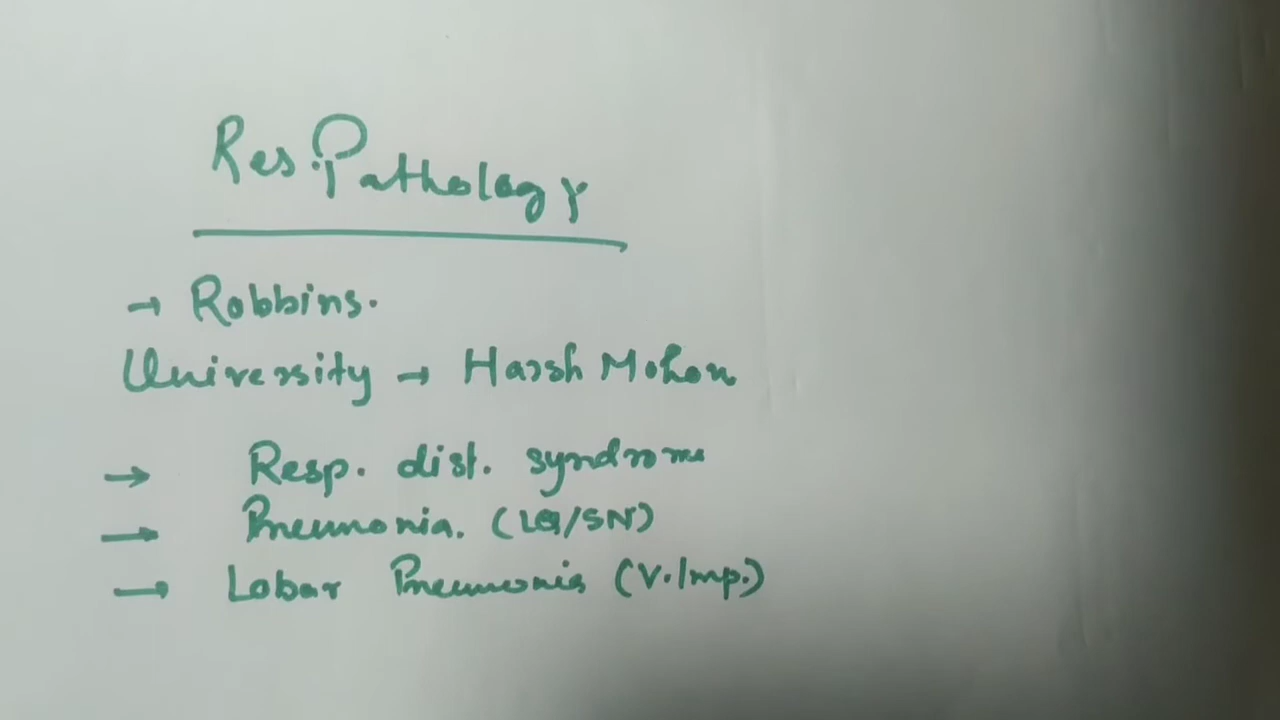 Res. Pathology
→ Robbins.
University → Harsh Mohan
→ Resp. dist. syndrome
→ Pneumonia. (LQ/SN)
→ Lobar Pneumonia (V.Imp.)